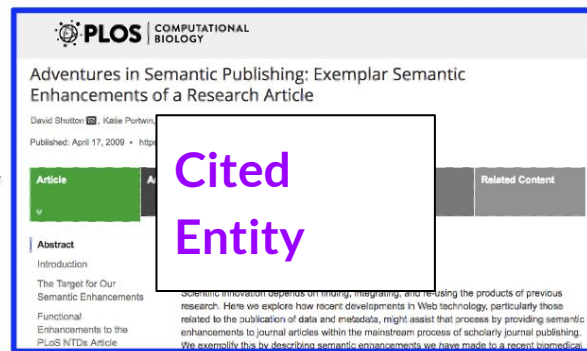 PLOS COMPUTATIONAL BIOLOGY
Adventures in Semantic Publishing: Exemplar Semantic
Enhancements of a Research Article
David Shotton, Katie Portwin,
Published: April 17, 2009 •
Article
Related Content
Cited
Entity
Abstract
Introduction
The Target for Our
Semantic Enhancements
Functional
Enhancements to the
PLoS NTDs Article
Scientific innovation depends on finding, integrating, and re-using the products of previous
research. Here we explore how recent developments in Web technology, particularly those
related to the publication of data and metadata, might assist that process by providing semantic
enhancements to journal articles within the mainstream process of scholarly journal publishing.
We exemplify this by describing semantic enhancements we have made to a recent biomedical